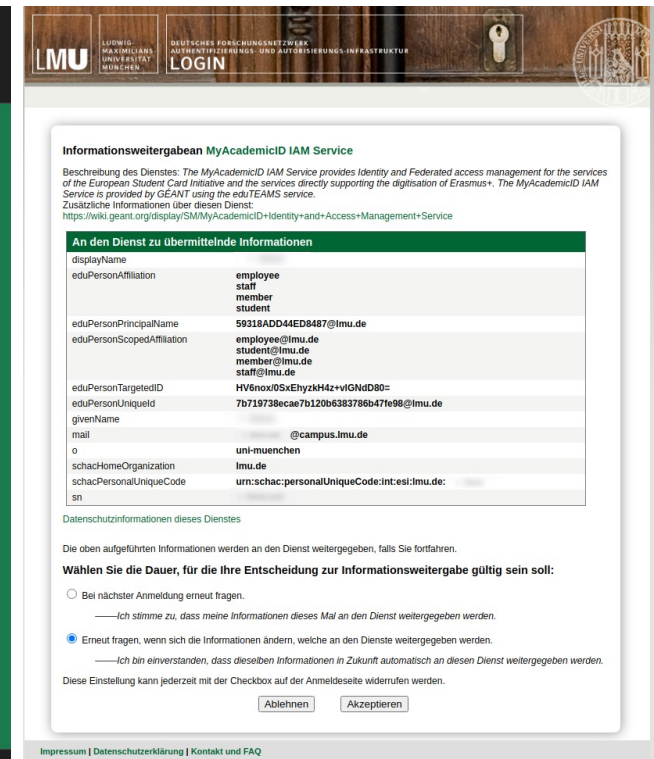 LMU
LUDWIG-
MAXIMILIANS-
UNIVERSITÄT
MÜNCHEN
DEUTSCHES FORSCHUNGSNETZWERK
AUTHENTIFIZIERUNGS- UND AUTORISIERUNGS-INFRASTRUKTUR
LOGIN
Informationsweitergabean MyAcademicID IAM Service
Beschreibung des Dienstes: The MyAcademicID IAM Service provides Identity and Federated access management for the services
of the European Student Card Initiative and the services directly supporting the digitisation of Erasmus+. The MyAcademicID IAM
Service is provided by GÉANT using the eduTEAMS service.
Zusätzliche Informationen über diesen Dienst:
https://wiki.geant.org/display/SM/MyAcademicID+Identity+and+Access+Management+Service
An den Dienst zu übermittelnde Informationen
displayName
eduPersonAffiliation employee
staff
member
student
eduPersonPrincipalName 59318ADD44ED8487@lmu.de
eduPersonScopedAffiliation employee@lmu.de
student@lmu.de
member@lmu.de
staff@lmu.de
eduPersonTargetedID HV6nox/0SxEhyzkH4z+vIGNdD80=
eduPersonUniqueId 7b719738ecae7b120b6383786b47fe98@lmu.de
givenName
mail @campus.lmu.de
o uni-muenchen
schacHomeOrganization lmu.de
schacPersonalUniqueCode urn:schac:personalUniqueCode:int:esi:lmu.de:
sn
Datenschutzinformationen dieses Dienstes
Die oben aufgeführten Informationen werden an den Dienst weitergegeben, falls Sie fortfahren.
Wählen Sie die Dauer, für die Ihre Entscheidung zur Informationsweitergabe gültig sein soll:
Bei nächster Anmeldung erneut fragen.
——Ich stimme zu, dass meine Informationen dieses Mal an den Dienst weitergegeben werden.
Erneut fragen, wenn sich die Informationen ändern, welche an den Dienste weitergegeben werden.
——Ich bin einverstanden, dass dieselben Informationen in Zukunft automatisch an diesen Dienst weitergegeben werden.
Diese Einstellung kann jederzeit mit der Checkbox auf der Anmeldeseite widerrufen werden.
Ablehnen Akzeptieren
Impressum | Datenschutzerklärung | Kontakt und FAQ